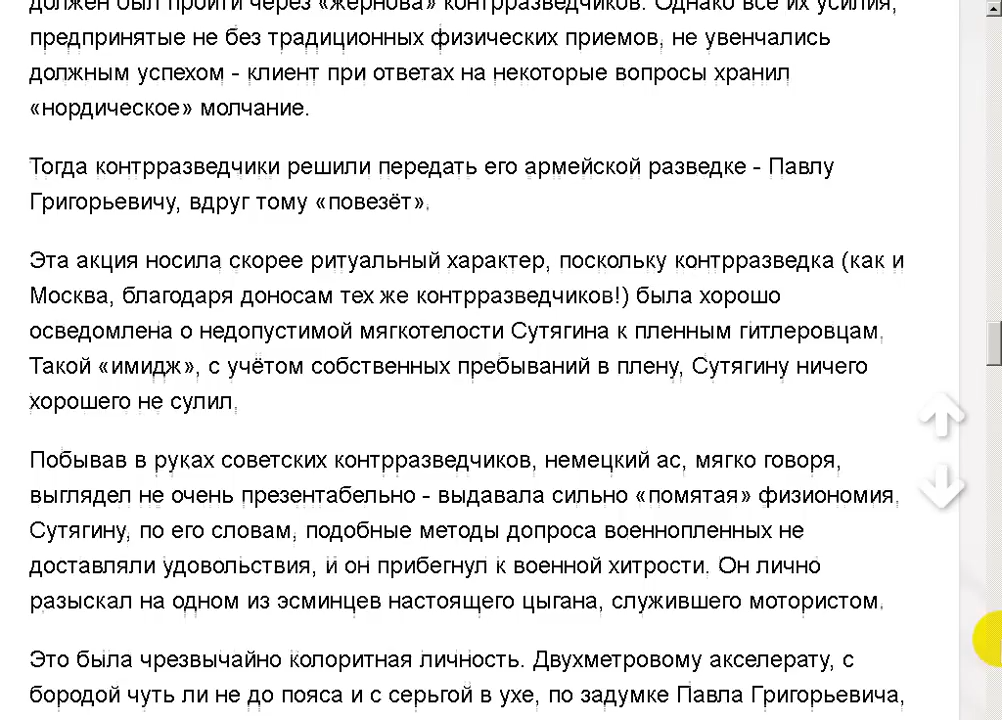 должен был пройти через «жернова» контрразведчиков. Однако все их усилия,
предпринятые не без традиционных физических приемов, не увенчались
должным успехом - клиент при ответах на некоторые вопросы хранил
«нордическое» молчание.
Тогда контрразведчики решили передать его армейской разведке - Павлу
Григорьевичу, вдруг тому «повезёт».
Эта акция носила скорее ритуальный характер, поскольку контрразведка (как и
Москва, благодаря доносам тех же контрразведчиков!) была хорошо
осведомлена о недопустимой мягкотелости Сутягина к пленным гитлеровцам.
Такой «имидж», с учётом собственных пребываний в плену, Сутягину ничего
хорошего не сулил.
Побывав в руках советских контрразведчиков, немецкий ас, мягко говоря,
выглядел не очень презентабельно - выдавала сильно «помятая» физиономия.
Сутягину, по его словам, подобные методы допроса военнопленных не
доставляли удовольствия, и он прибегнул к военной хитрости. Он лично
разыскал на одном из эсминцев настоящего цыгана, служившего мотористом.
Это была чрезвычайно колоритная личность. Двухметровому акселерату, с
бородой чуть ли не до пояса и с серьгой в ухе, по задумке Павла Григорьевича,